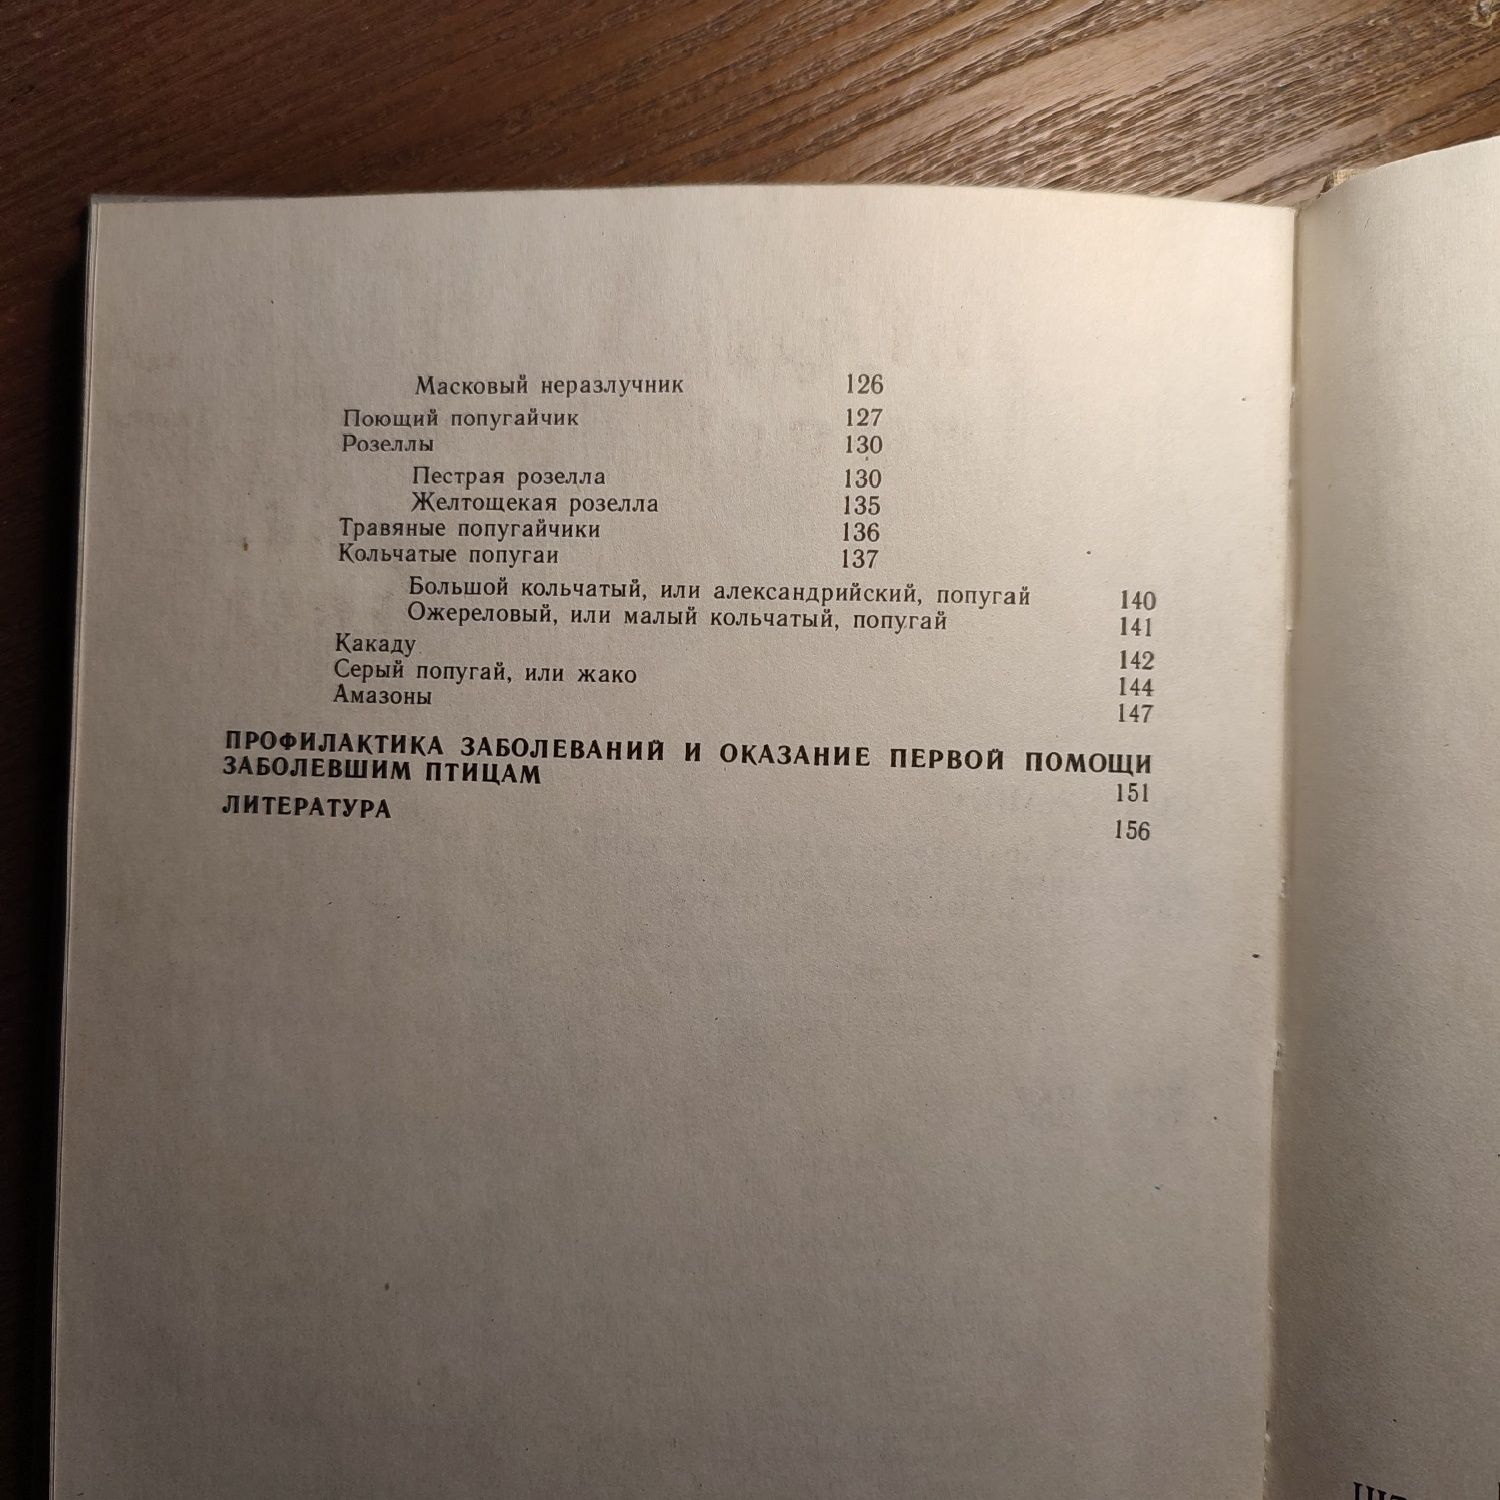 Масковый неразлучник 126
Поющий попугайчик 127
Розеллы 130
Пестрая розелла 130
Желтощекая розелла 135
Травяные попугайчики 136
Кольчатые попугаи 137
Большой кольчатый, или александрийский, попугай 140
Ожереловый, или малый кольчатый, попугай 141
Какаду 142
Серый попугай, или жако 144
Амазоны 147
ПРОФИЛАКТИКА ЗАБОЛЕВАНИЙ И ОКАЗАНИЕ ПЕРВОЙ ПОМОЩИ
ЗАБОЛЕВШИМ ПТИЦАМ 151
ЛИТЕРАТУРА 156